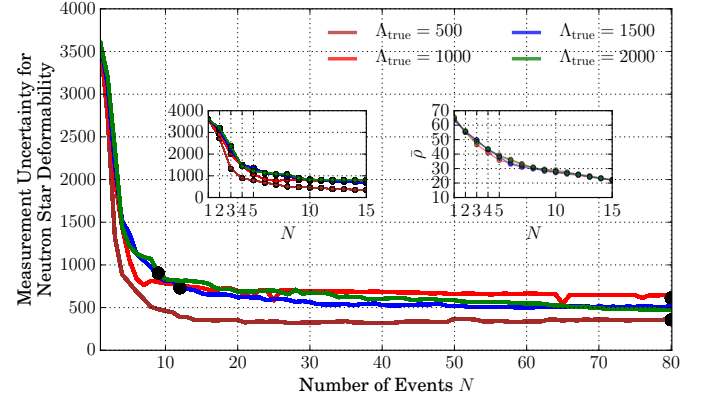 4000
3500
3000
2500
2000
1500
1000
500
0
Measurement Uncertainty for
Neutron Star Deformability
Λtrue = 500
Λtrue = 1000
Λtrue = 1500
Λtrue = 2000
4000
3000
2000
1000
0
1 2 3 4 5 10 15
N
70
60
50
40
30
20
10
ρ̄
1 2 3 4 5 10 15
N
10 20 30 40 50 60 70 80
Number of Events N